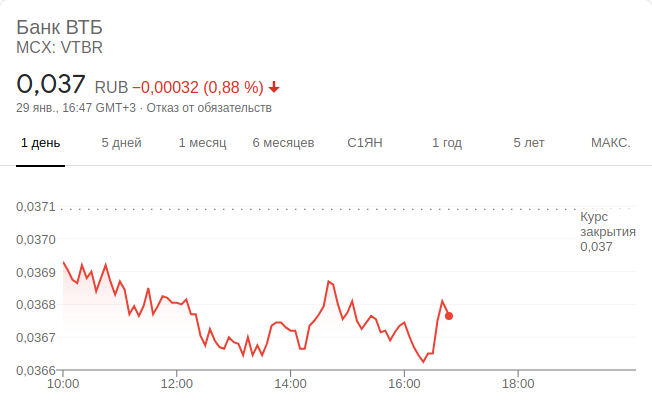 Банк ВТБ
MCX: VTBR
0,037 RUB −0,00032 (0,88 %)
29 янв., 16:47 GMT+3 · Отказ от обязательств
1 день 5 дней 1 месяц 6 месяцев С1ЯН 1 год 5 лет МАКС.
0,0371
Курс
закрытия
0,037
0,0370
0,0369
0,0368
0,0367
0,0366
10:00 12:00 14:00 16:00 18:00